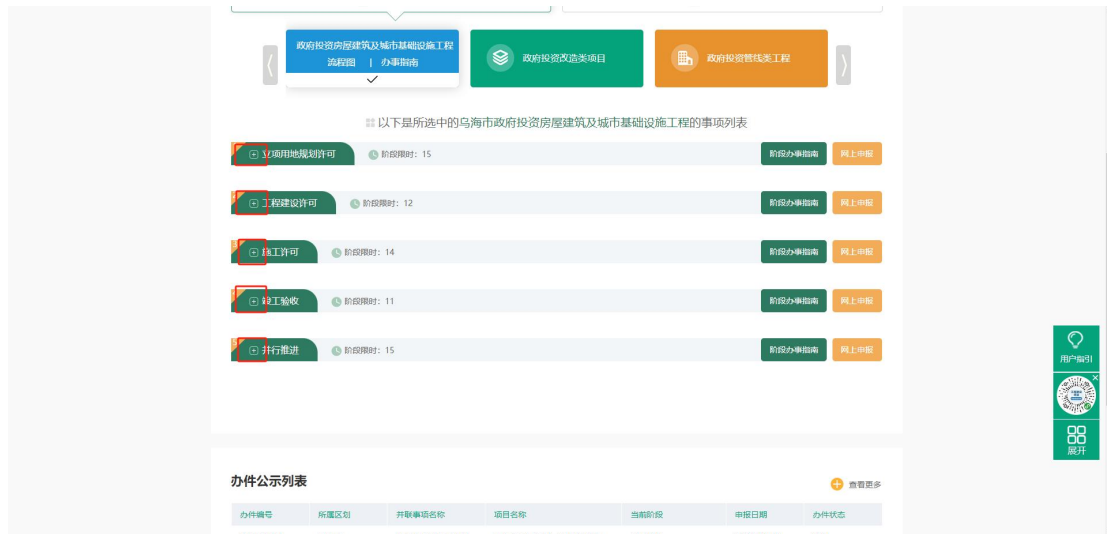 政府投资房屋建筑及城市基础设施工程
流程图 | 办事指南
政府投资改造类项目
政府投资管线类工程
以下是所选中的乌海市政府投资房屋建筑及城市基础设施工程的事项列表
立项用地规划许可 阶段限时：15 阶段办事指南 网上申报
工程建设许可 阶段限时：12 阶段办事指南 网上申报
3 施工许可 阶段限时：14 阶段办事指南 网上申报
竣工验收 阶段限时：11 阶段办事指南 网上申报
5 并行推进 阶段限时：15 阶段办事指南 网上申报
用户指引
展开
办件公示列表 查看更多
办件编号 所属区划 并联事项名称 项目名称 当前阶段 申报日期 办件状态